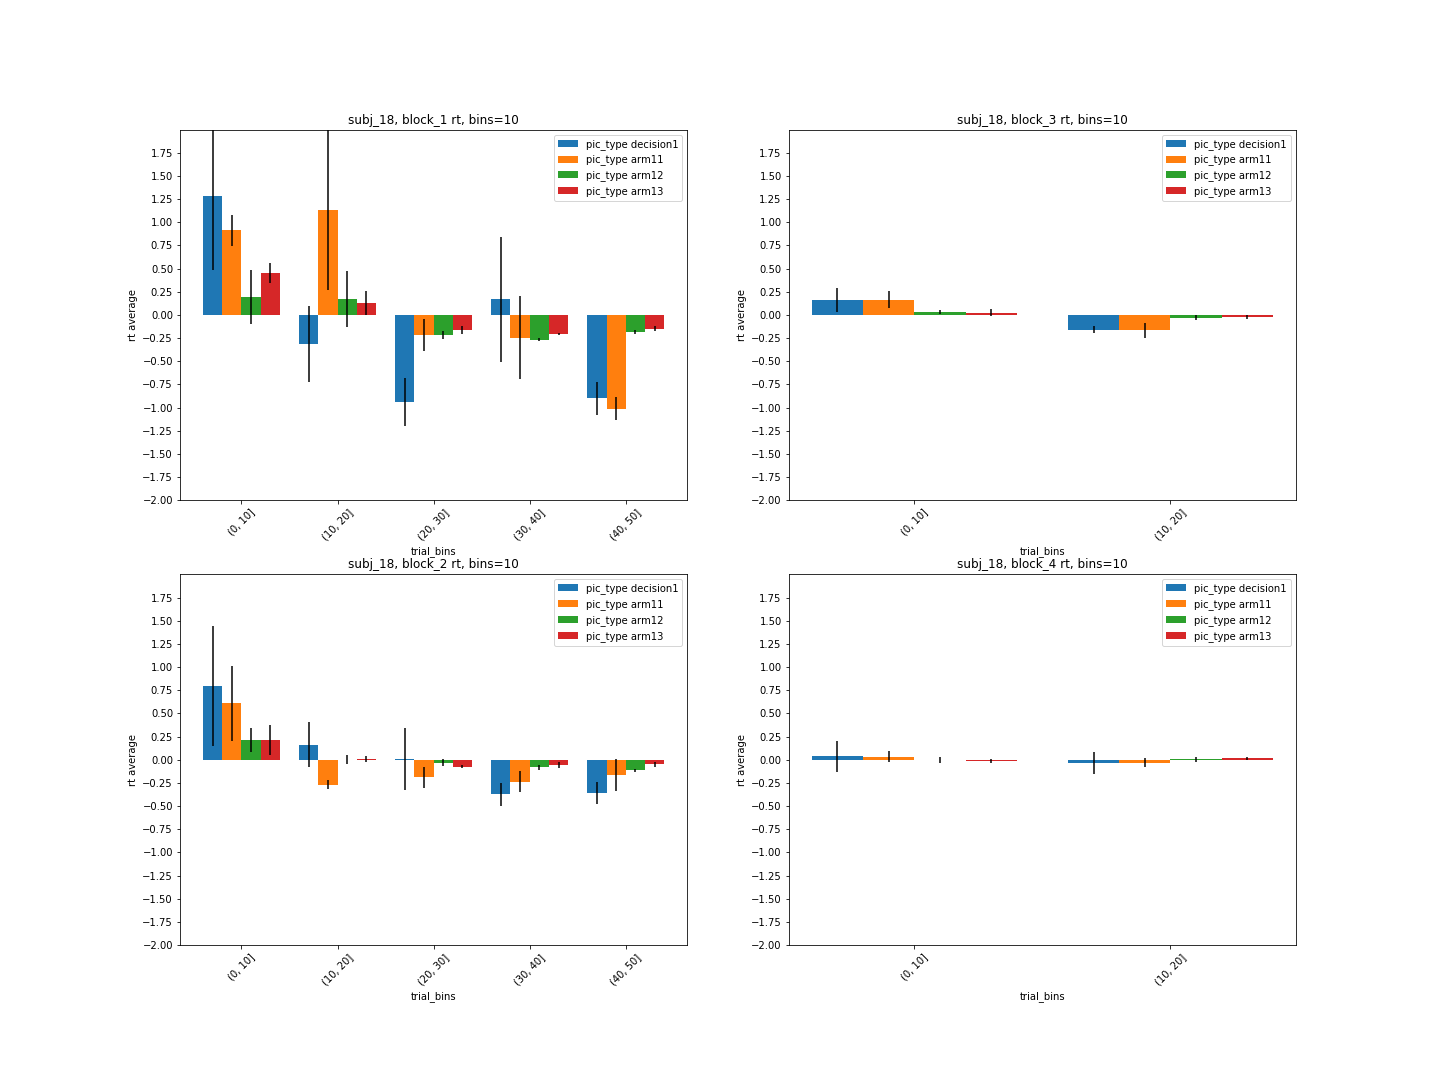 subj_18, block_1 rt, bins=10
pic_type decision1
pic_type arm11
pic_type arm12
pic_type arm13
1.75
1.50
1.25
1.00
0.75
0.50
0.25
0.00
−0.25
−0.50
−0.75
−1.00
−1.25
−1.50
−1.75
−2.00
rt average
(0, 10]
(10, 20]
(20, 30]
(30, 40]
(40, 50]
trial_bins
subj_18, block_3 rt, bins=10
pic_type decision1
pic_type arm11
pic_type arm12
pic_type arm13
1.75
1.50
1.25
1.00
0.75
0.50
0.25
0.00
−0.25
−0.50
−0.75
−1.00
−1.25
−1.50
−1.75
−2.00
rt average
(0, 10]
(10, 20]
trial_bins
subj_18, block_2 rt, bins=10
pic_type decision1
pic_type arm11
pic_type arm12
pic_type arm13
1.75
1.50
1.25
1.00
0.75
0.50
0.25
0.00
−0.25
−0.50
−0.75
−1.00
−1.25
−1.50
−1.75
−2.00
rt average
(0, 10]
(10, 20]
(20, 30]
(30, 40]
(40, 50]
trial_bins
subj_18, block_4 rt, bins=10
pic_type decision1
pic_type arm11
pic_type arm12
pic_type arm13
1.75
1.50
1.25
1.00
0.75
0.50
0.25
0.00
−0.25
−0.50
−0.75
−1.00
−1.25
−1.50
−1.75
−2.00
rt average
(0, 10]
(10, 20]
trial_bins